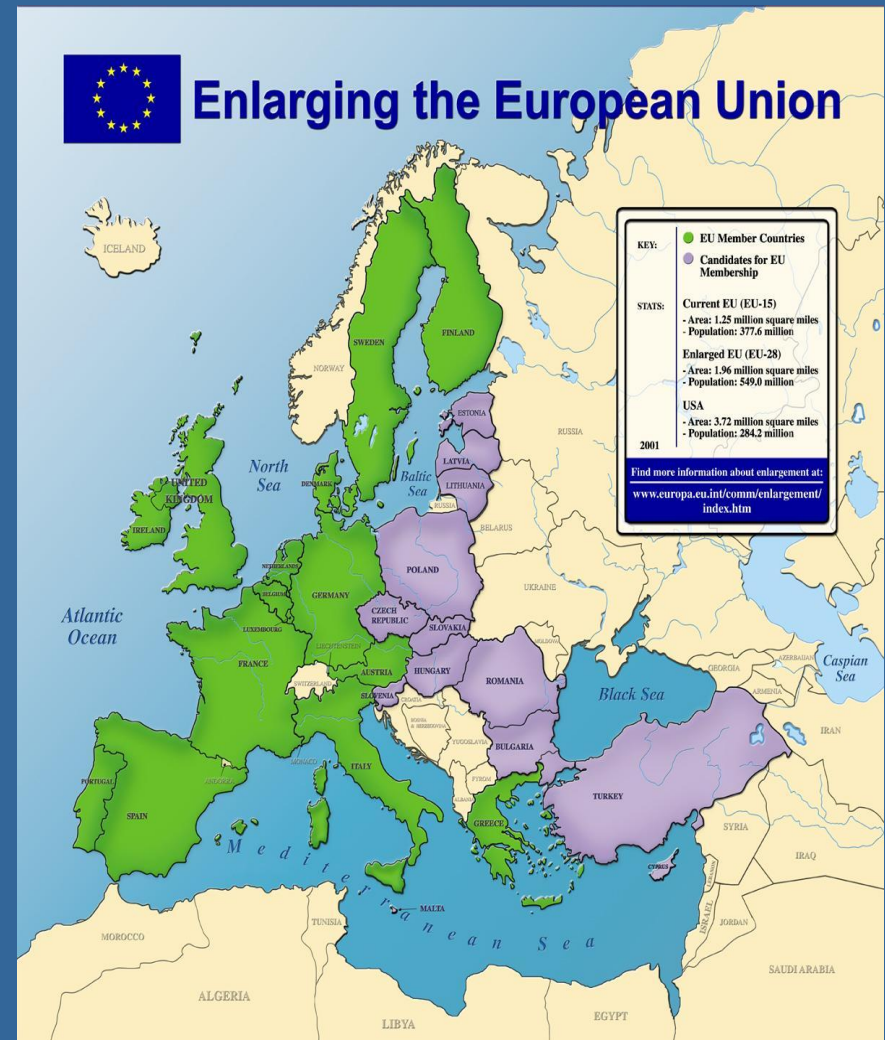 Enlarging the European Union
KEY:
EU Member Countries
Candidates for EU
Membership
STATS:
Current EU (EU-15)
- Area: 1.25 million square miles
- Population: 377.6 million
Enlarged EU (EU-28)
- Area: 1.96 million square miles
- Population: 549.0 million
USA
- Area: 3.72 million square miles
- Population: 284.2 million
2001
Find more information about enlargement at:
www.europa.eu.int/comm/enlargement/
index.htm
ICELAND
SWEDEN
FINLAND
NORWAY
ESTONIA
RUSSIA
LATVIA
North
Sea
Baltic
Sea
DENMARK
LITHUANIA
UNITED
KINGDOM
RUSSIA
IRELAND
BELARUS
NETHERLANDS
POLAND
BELGIUM
GERMANY
UKRAINE
Atlantic
Ocean
CZECH
REPUBLIC
LUXEMBOURG
SLOVAKIA
LIECHTENSTEIN
MOLDOVA
FRANCE
AUSTRIA
HUNGARY
SWITZERLAND
ROMANIA
SLOVENIA
CROATIA
Black Sea
GEORGIA
AZERBAIJAN
Caspian
Sea
ARMENIA
BOSNIA
& HERZEGOVINA
YUGOSLAVIA
BULGARIA
IRAN
MONACO
ITALY
ANDORRA
PORTUGAL
FYROM
ALBANIA
TURKEY
SPAIN
GREECE
SYRIA
Mediterranean Sea
CYPRUS
LEBANON
IRAQ
MALTA
ISRAEL
JORDAN
TUNISIA
MOROCCO
SAUDI ARABIA
ALGERIA
LIBYA
EGYPT